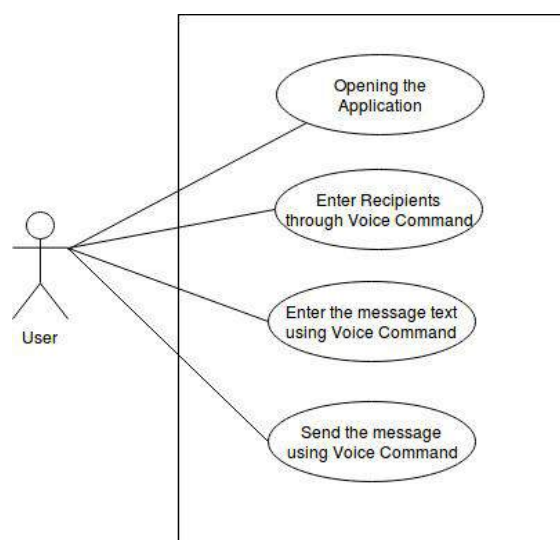 Opening the
Application
Enter Recipients
through Voice Command
User
Enter the message text
using Voice Command
Send the message
using Voice Command